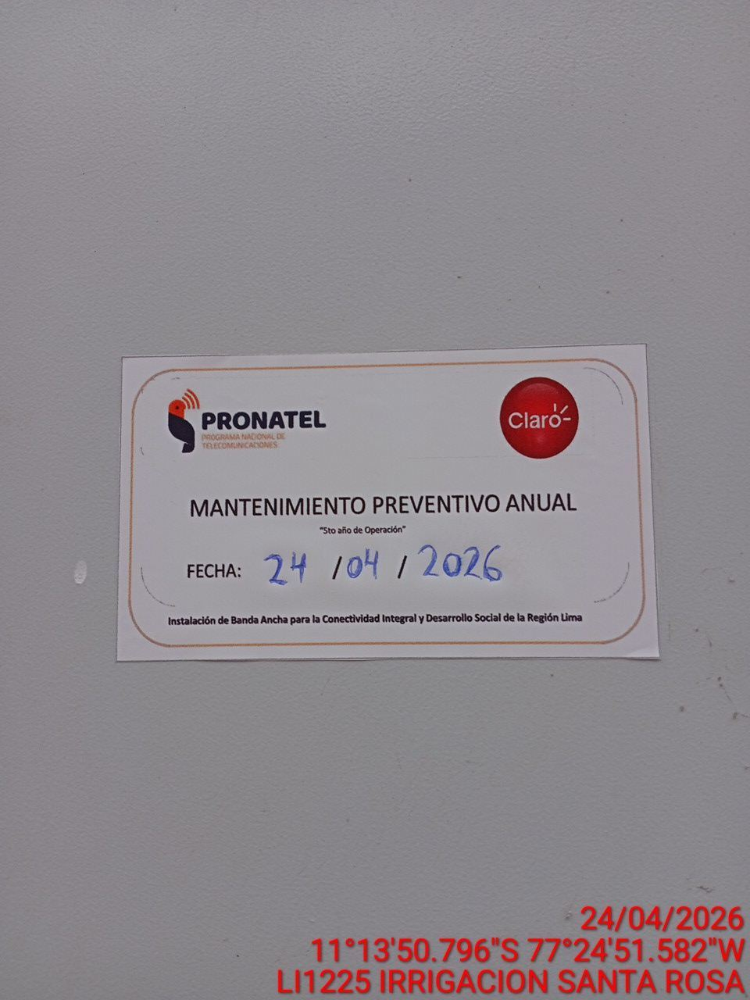 PRONATEL
PROGRAMA NACIONAL DE
TELECOMUNICACIONES
Claro
MANTENIMIENTO PREVENTIVO ANUAL
"5to año de Operación"
FECHA: 24 / 04 / 2026
Instalación de Banda Ancha para la Conectividad Integral y Desarrollo Social de la Región Lima
24/04/2026
11°13'50.796"S 77°24'51.582"W
LI1225 IRRIGACION SANTA ROSA